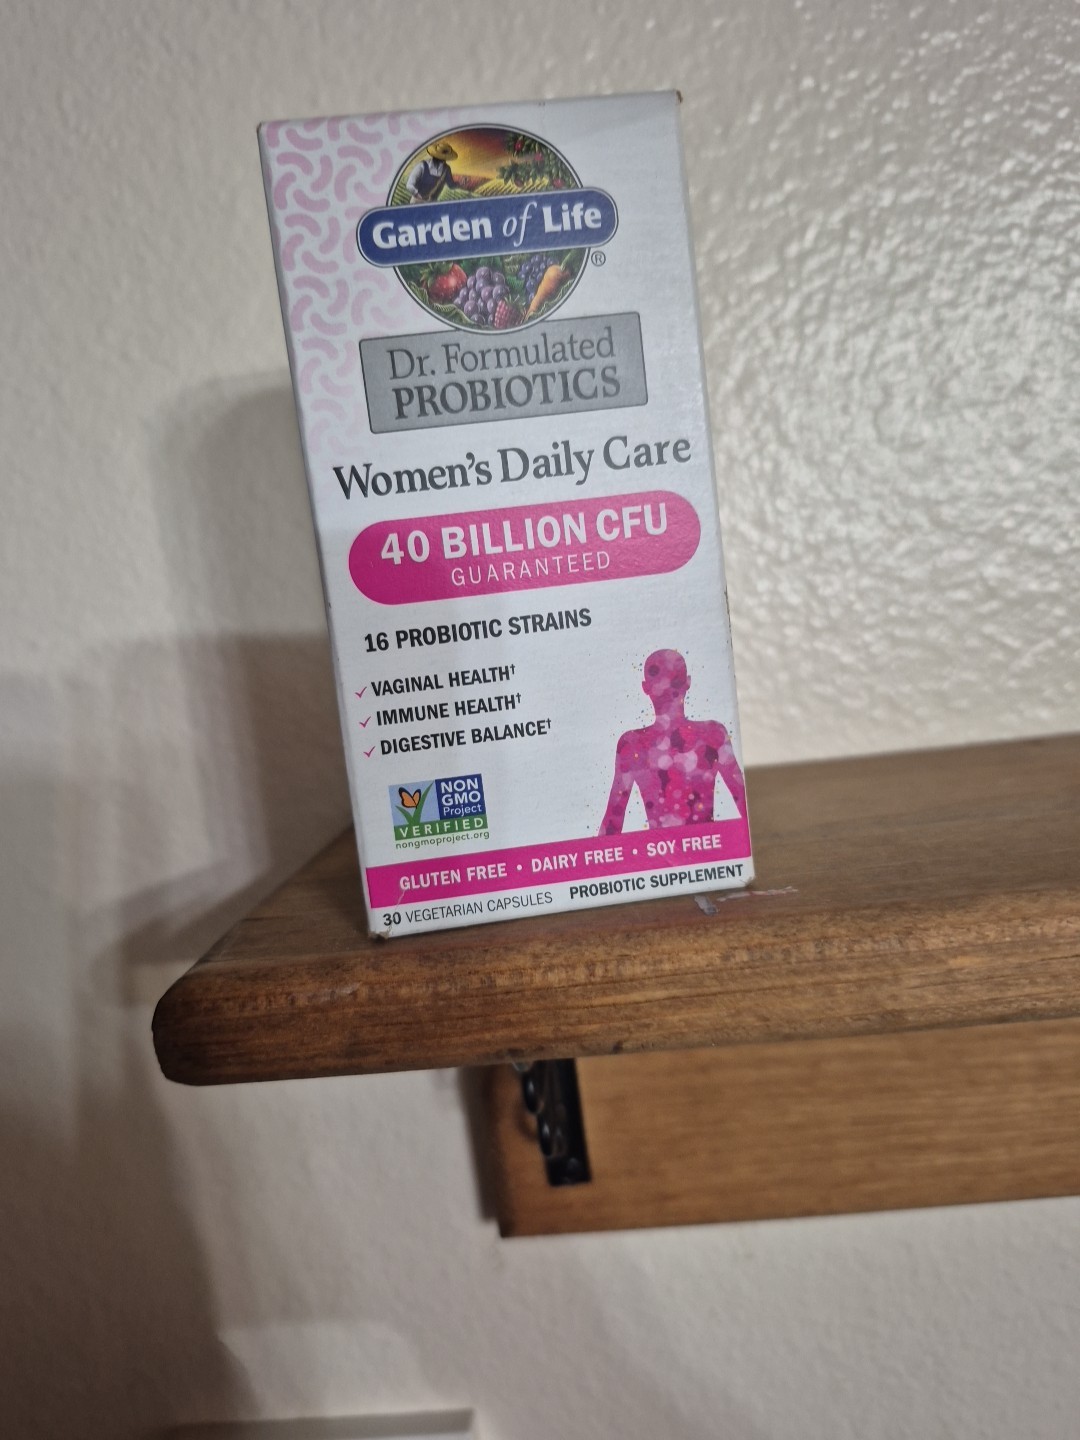 Garden of Life
®
Dr. Formulated
PROBIOTICS
Women's Daily Care
40 BILLION CFU
GUARANTEED
16 PROBIOTIC STRAINS
VAGINAL HEALTH†
IMMUNE HEALTH†
DIGESTIVE BALANCE†
NON
GMO
Project
VERIFIED
nongmoproject.org
GLUTEN FREE • DAIRY FREE • SOY FREE
30 VEGETARIAN CAPSULES PROBIOTIC SUPPLEMENT